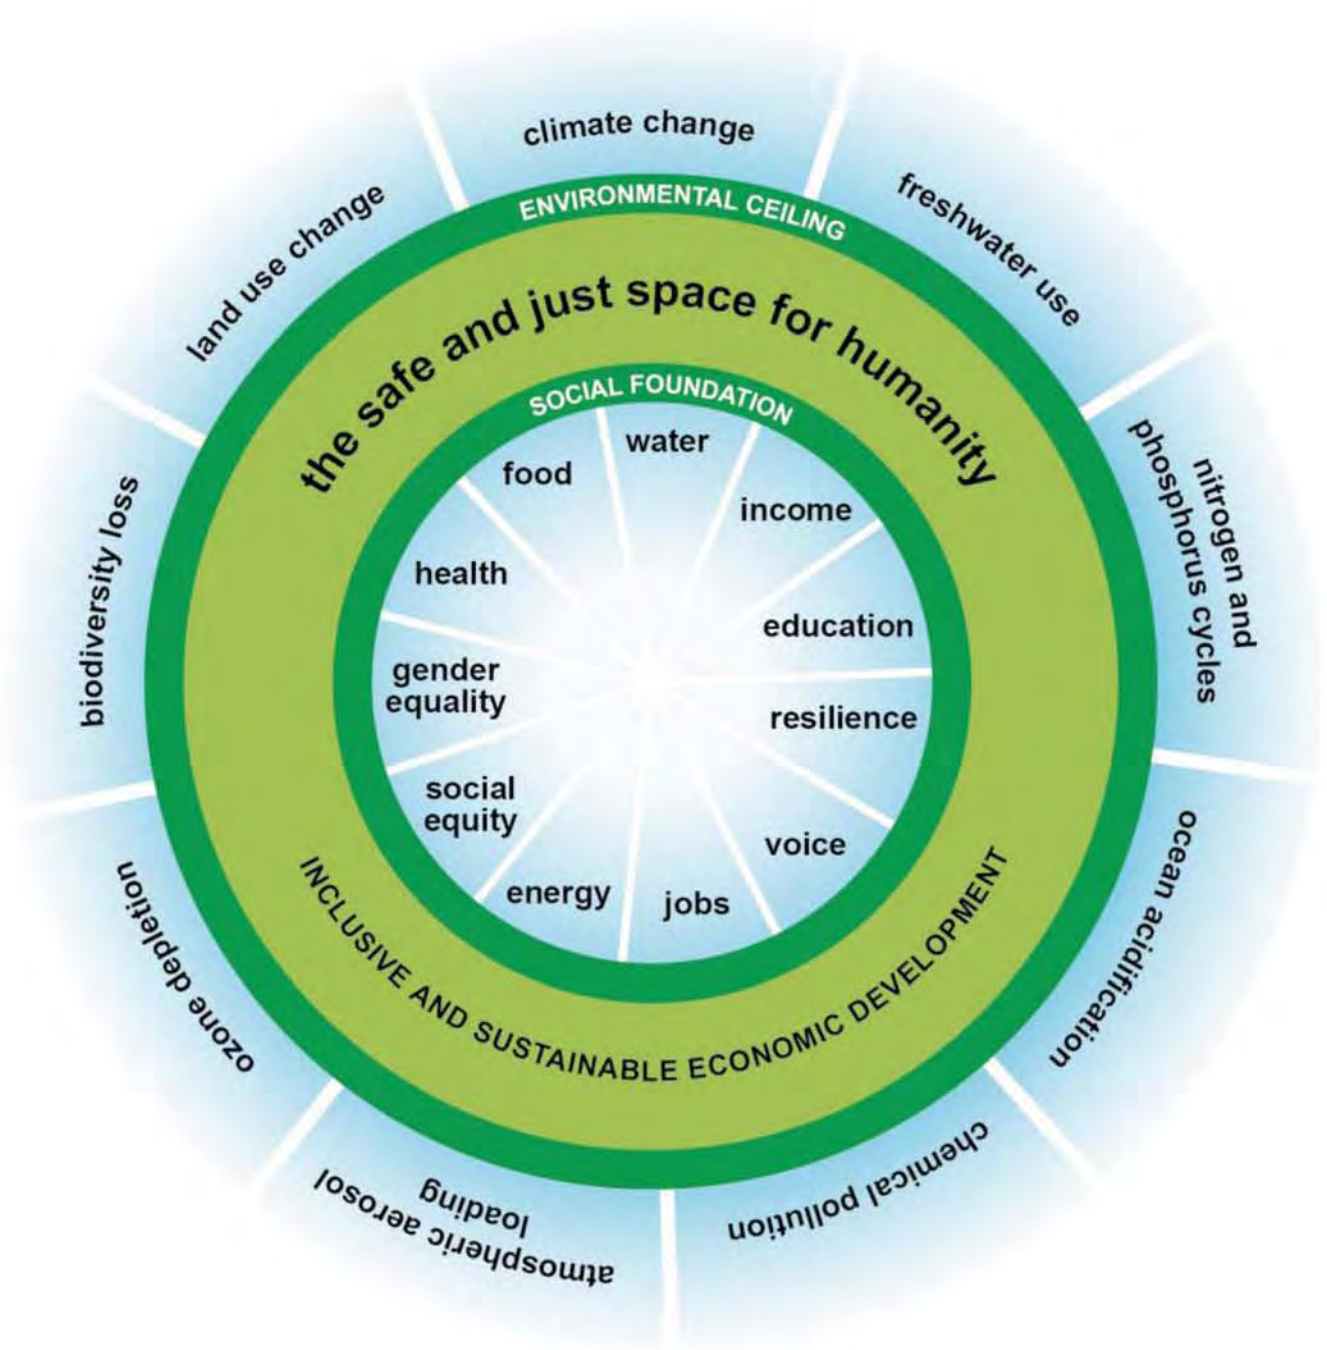 climate change
freshwater use
nitrogen and
phosphorus cycles
ocean acidification
chemical pollution
atmospheric aerosol
loading
ozone depletion
biodiversity loss
land use change
ENVIRONMENTAL CEILING
the safe and just space for humanity
SOCIAL FOUNDATION
water
income
education
resilience
voice
jobs
energy
social
equity
gender
equality
health
food
INCLUSIVE AND SUSTAINABLE ECONOMIC DEVELOPMENT